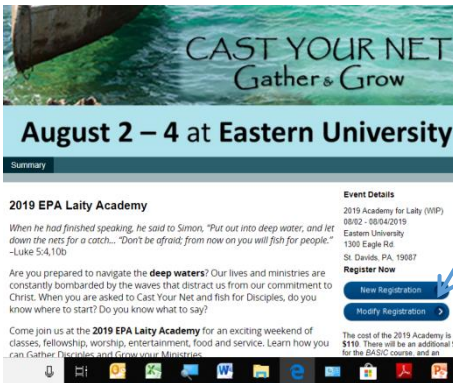 CAST YOUR NET
Gather & Grow
August 2 – 4 at Eastern University
Summary
2019 EPA Laity Academy
When he had finished speaking, he said to Simon, "Put out into deep water, and let
down the nets for a catch... "Don't be afraid; from now on you will fish for people."
–Luke 5:4,10b
Are you prepared to navigate the deep waters? Our lives and ministries are
constantly bombarded by the waves that distract us from our commitment to
Christ. When you are asked to Cast Your Net and fish for Disciples, do you
know where to start? Do you know what to say?
Come join us at the 2019 EPA Laity Academy for an exciting weekend of
classes, fellowship, worship, entertainment, food and service. Learn how you
can Gather Disciples and Grow your Ministries
Event Details
2019 Academy for Laity (WIP)
08/02 - 08/04/2019
Eastern University
1300 Eagle Rd.
St. Davids, PA, 19087
Register Now
New Registration
Modify Registration
The cost of the 2019 Academy is
$110. There will be an additional
for the BASIC course, and an